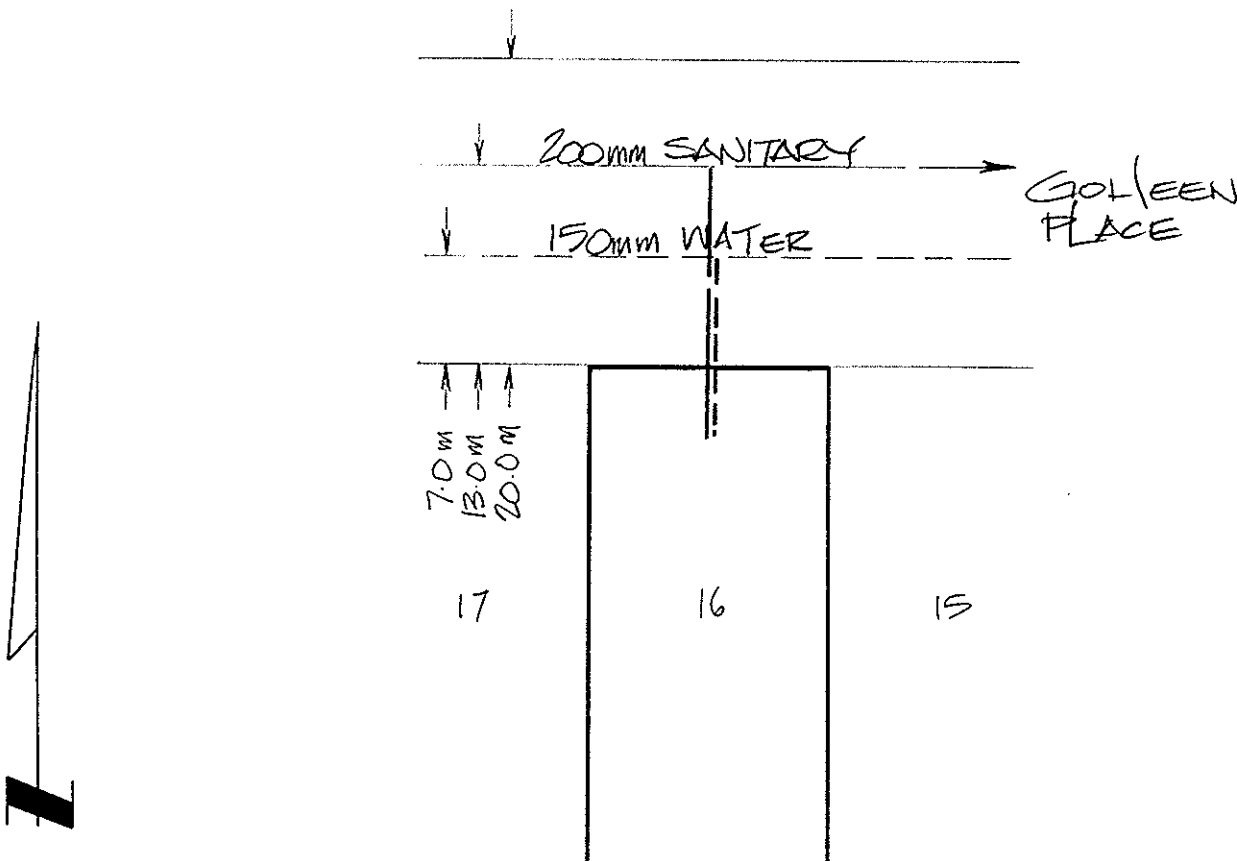 200mm SANITARY
GOLLEEN
PLACE
150mm WATER
7.0m
13.0m
20.0m
17
16
15
N